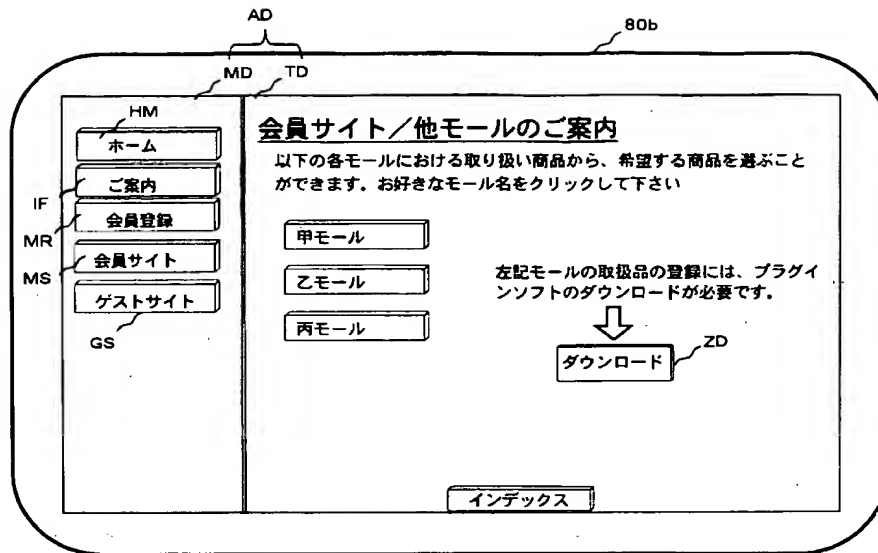 AD
80b
MD
TD
HM
ホーム
ご案内
IF
会員登録
MR
会員サイト
MS
ゲストサイト
GS
会員サイト／他モールのご案内
以下の各モールにおける取り扱い商品から、希望する商品を選ぶこと
ができます。お好きなモール名をクリックして下さい
甲モール
乙モール
丙モール
左記モールの取扱品の登録には、プラグイ
ンソフトのダウンロードが必要です。
ダウンロード
ZD
インデックス